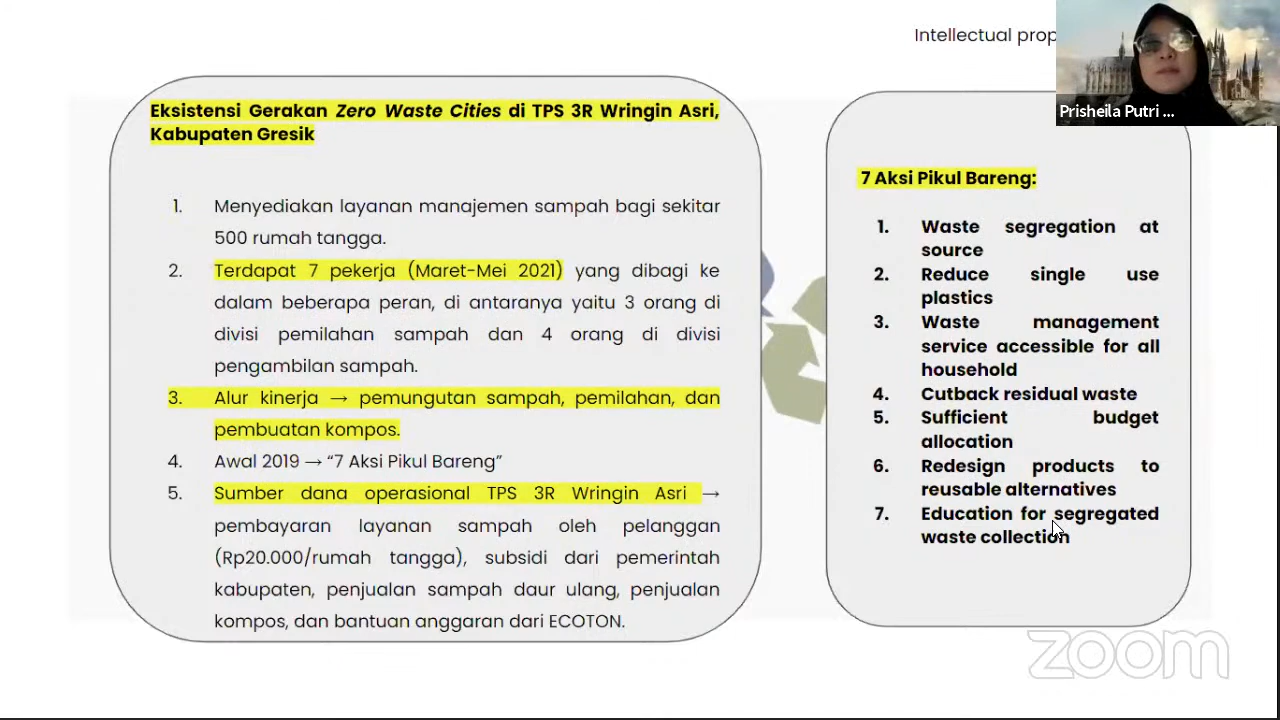 Intellectual prop
Prisheila Putri ...
Eksistensi Gerakan Zero Waste Cities di TPS 3R Wringin Asri,
Kabupaten Gresik
1. Menyediakan layanan manajemen sampah bagi sekitar
500 rumah tangga.
2. Terdapat 7 pekerja (Maret-Mei 2021) yang dibagi ke
dalam beberapa peran, di antaranya yaitu 3 orang di
divisi pemilahan sampah dan 4 orang di divisi
pengambilan sampah.
3. Alur kinerja → pemungutan sampah, pemilahan, dan
pembuatan kompos.
4. Awal 2019 → “7 Aksi Pikul Bareng”
5. Sumber dana operasional TPS 3R Wringin Asri →
pembayaran layanan sampah oleh pelanggan
(Rp20.000/rumah tangga), subsidi dari pemerintah
kabupaten, penjualan sampah daur ulang, penjualan
kompos, dan bantuan anggaran dari ECOTON.
7 Aksi Pikul Bareng:
1. Waste segregation at
source
2. Reduce single use
plastics
3. Waste management
service accessible for all
household
4. Cutback residual waste
5. Sufficient budget
allocation
6. Redesign products to
reusable alternatives
7. Education for segregated
waste collection
zoom